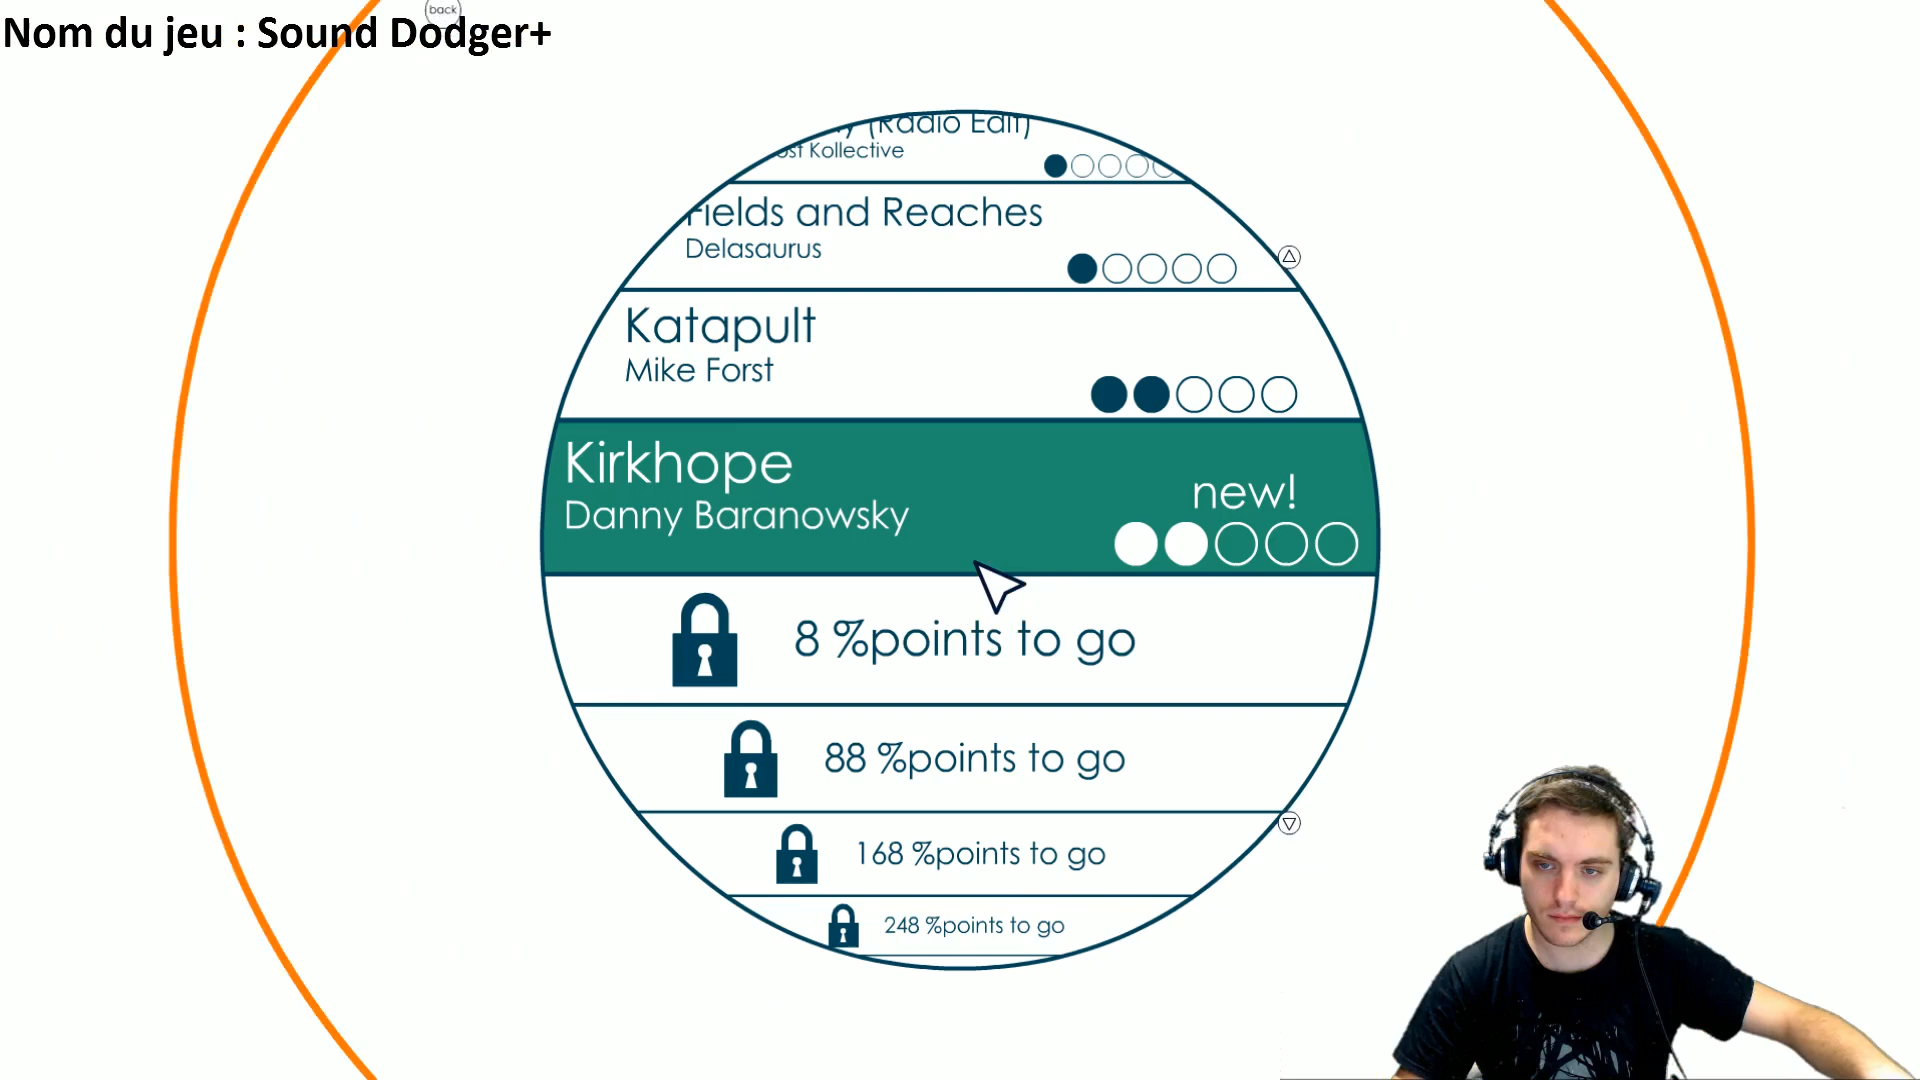 back
Nom du jeu : Sound Dodger+
(Radio Edit)
Kollective
Fields and Reaches
Delasaurus
Katapult
Mike Forst
Kirkhope
Danny Baranowsky
new!
8 %points to go
88 %points to go
168 %points to go
248 %points to go